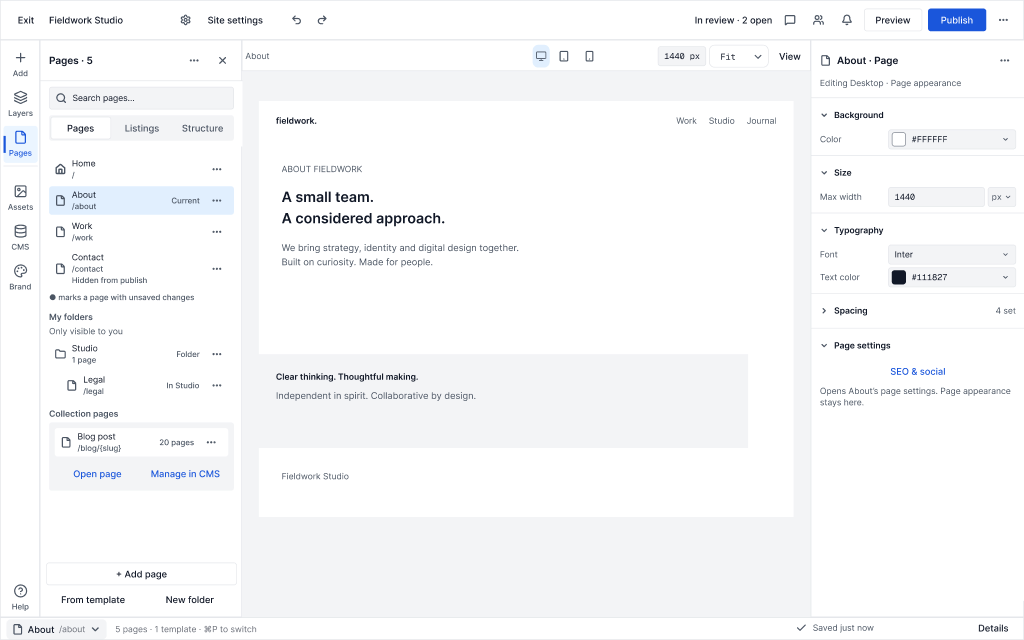 Exit Fieldwork Studio Site settings In review · 2 open Preview Publish
Pages · 5
About
1440 px Fit View
About · Page
Editing Desktop · Page appearance
Add
Layers
Pages
Assets
CMS
Brand
Help
Search pages...
Pages Listings Structure
Home
/
About
/about
Current
Work
/work
Contact
/contact
Hidden from publish
marks a page with unsaved changes
My folders
Only visible to you
Studio
1 page
Folder
Legal
/legal
In Studio
Collection pages
Blog post
/blog/{slug}
20 pages
Open page Manage in CMS
+ Add page
From template New folder
fieldwork. Work Studio Journal
ABOUT FIELDWORK
A small team.
A considered approach.
We bring strategy, identity and digital design together.
Built on curiosity. Made for people.
Clear thinking. Thoughtful making.
Independent in spirit. Collaborative by design.
Fieldwork Studio
Background
Color #FFFFFF
Size
Max width 1440 px
Typography
Font Inter
Text color #111827
Spacing 4 set
Page settings
SEO & social
Opens About's page settings. Page appearance
stays here.
About /about 5 pages · 1 template · ⌘P to switch Saved just now Details